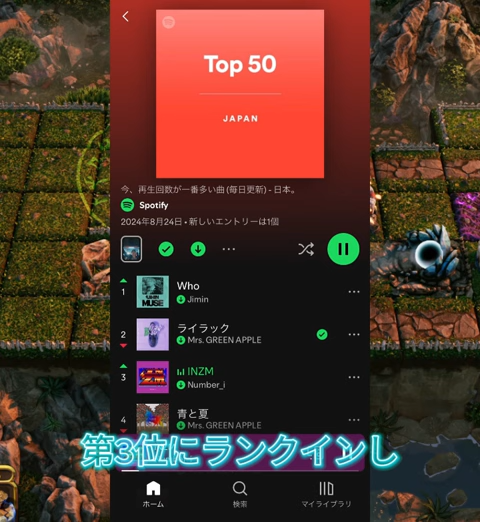 Top 50
JAPAN
今、再生回数が一番多い曲 (毎日更新) - 日本。
Spotify
2024年8月24日 • 新しいエントリーは1個
1
Who
Jimin
2
ライラック
Mrs. GREEN APPLE
3
INZM
Number_i
4
青と夏
Mrs. GREEN APPLE
第3位にランクインし
ホーム
検索
マイライブラリ